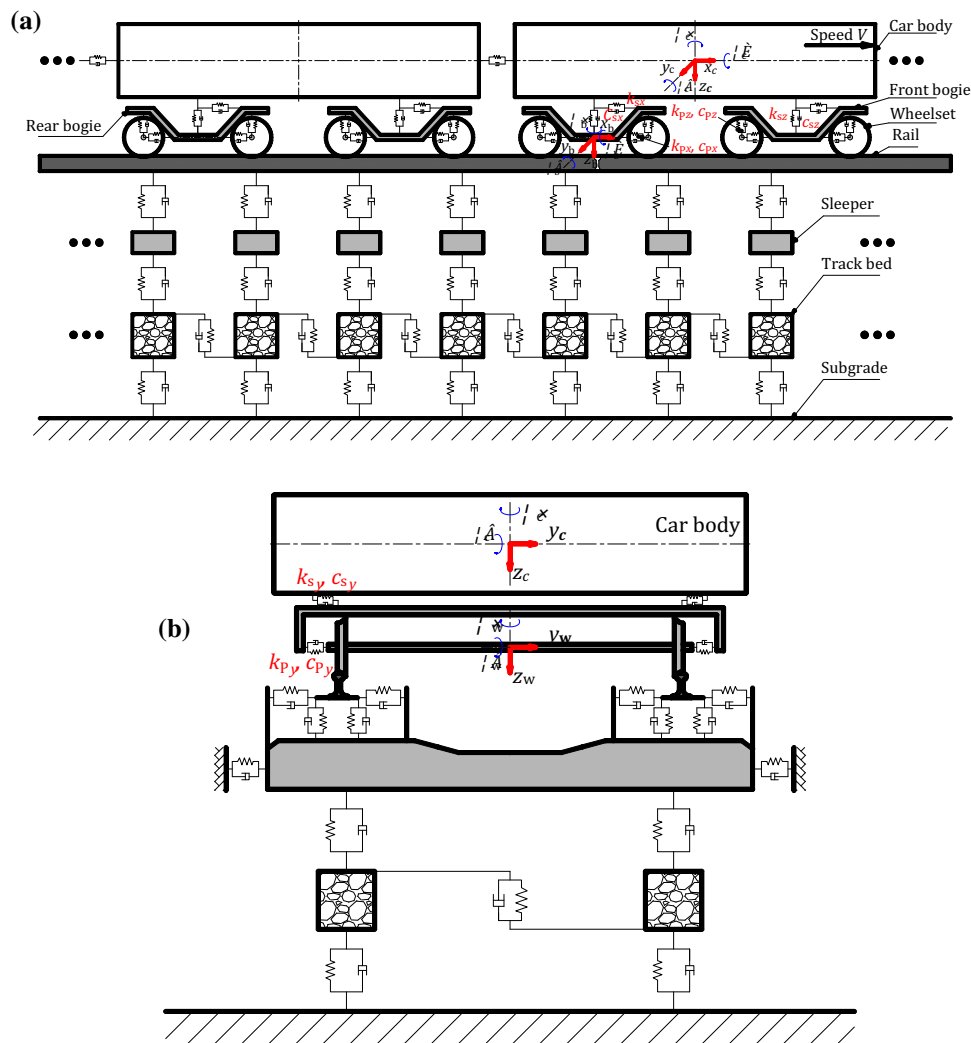 (a)
Speed V
Car body
y_c
x_c
z_c
k_sx
c_sx
k_pz, c_pz
k_sz
c_sz
Front bogie
Rear bogie
Wheelset
x_b
k_px, c_px
Rail
y_b
z_b
Sleeper
Track bed
Subgrade
Car body
y_c
z_c
k_sy, c_sy
(b)
y_w
k_Py, c_Py
z_w